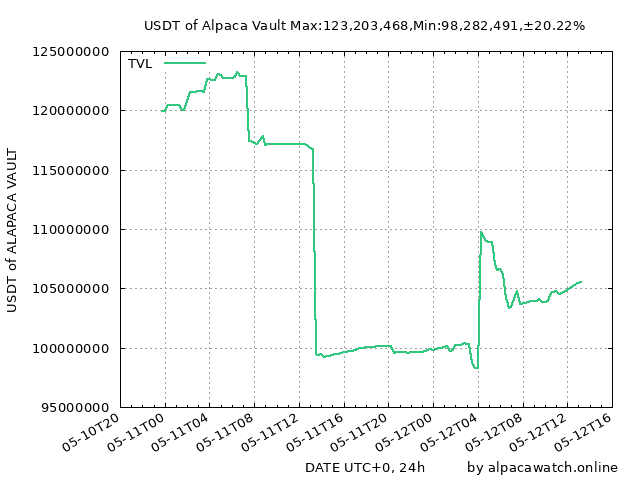 USDT of Alpaca Vault Max:123,203,468,Min:98,282,491,±20.22%
TVL
125000000
120000000
115000000
110000000
105000000
100000000
95000000
USDT of ALAPACA VAULT
05-10T20
05-11T00
05-11T04
05-11T08
05-11T12
05-11T16
05-11T20
05-12T00
05-12T04
05-12T08
05-12T12
05-12T16
DATE UTC+0, 24h
by alpacawatch.online